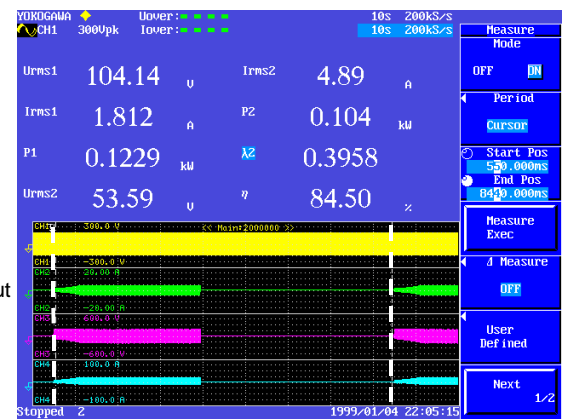 YOKOGAWA Uover: 10s 200kS/s
CH1 300Vpk Iover: 10s 200kS/s
Measure
Mode
OFF ON
Urms1 104.14 V Irms2 4.89 A
Period
Cursor
Irms1 1.812 A P2 0.104 kW
Start Pos
550.000ms
End Pos
8440.000ms
P1 0.1229 kW λ2 0.3958
Urms2 53.59 V η 84.50 %
Measure
Exec
CH1 300.0 V << Main:2000000 >>
CH1 -300.0 V
CH2 20.00 A
Δ Measure
OFF
ut
CH2 -20.00 A
CH3 600.0 V
User
Defined
CH3 -600.0 V
CH4 100.0 A
Next
1/2
CH4 -100.0 A
Stopped 2 1999/01/04 22:05:15